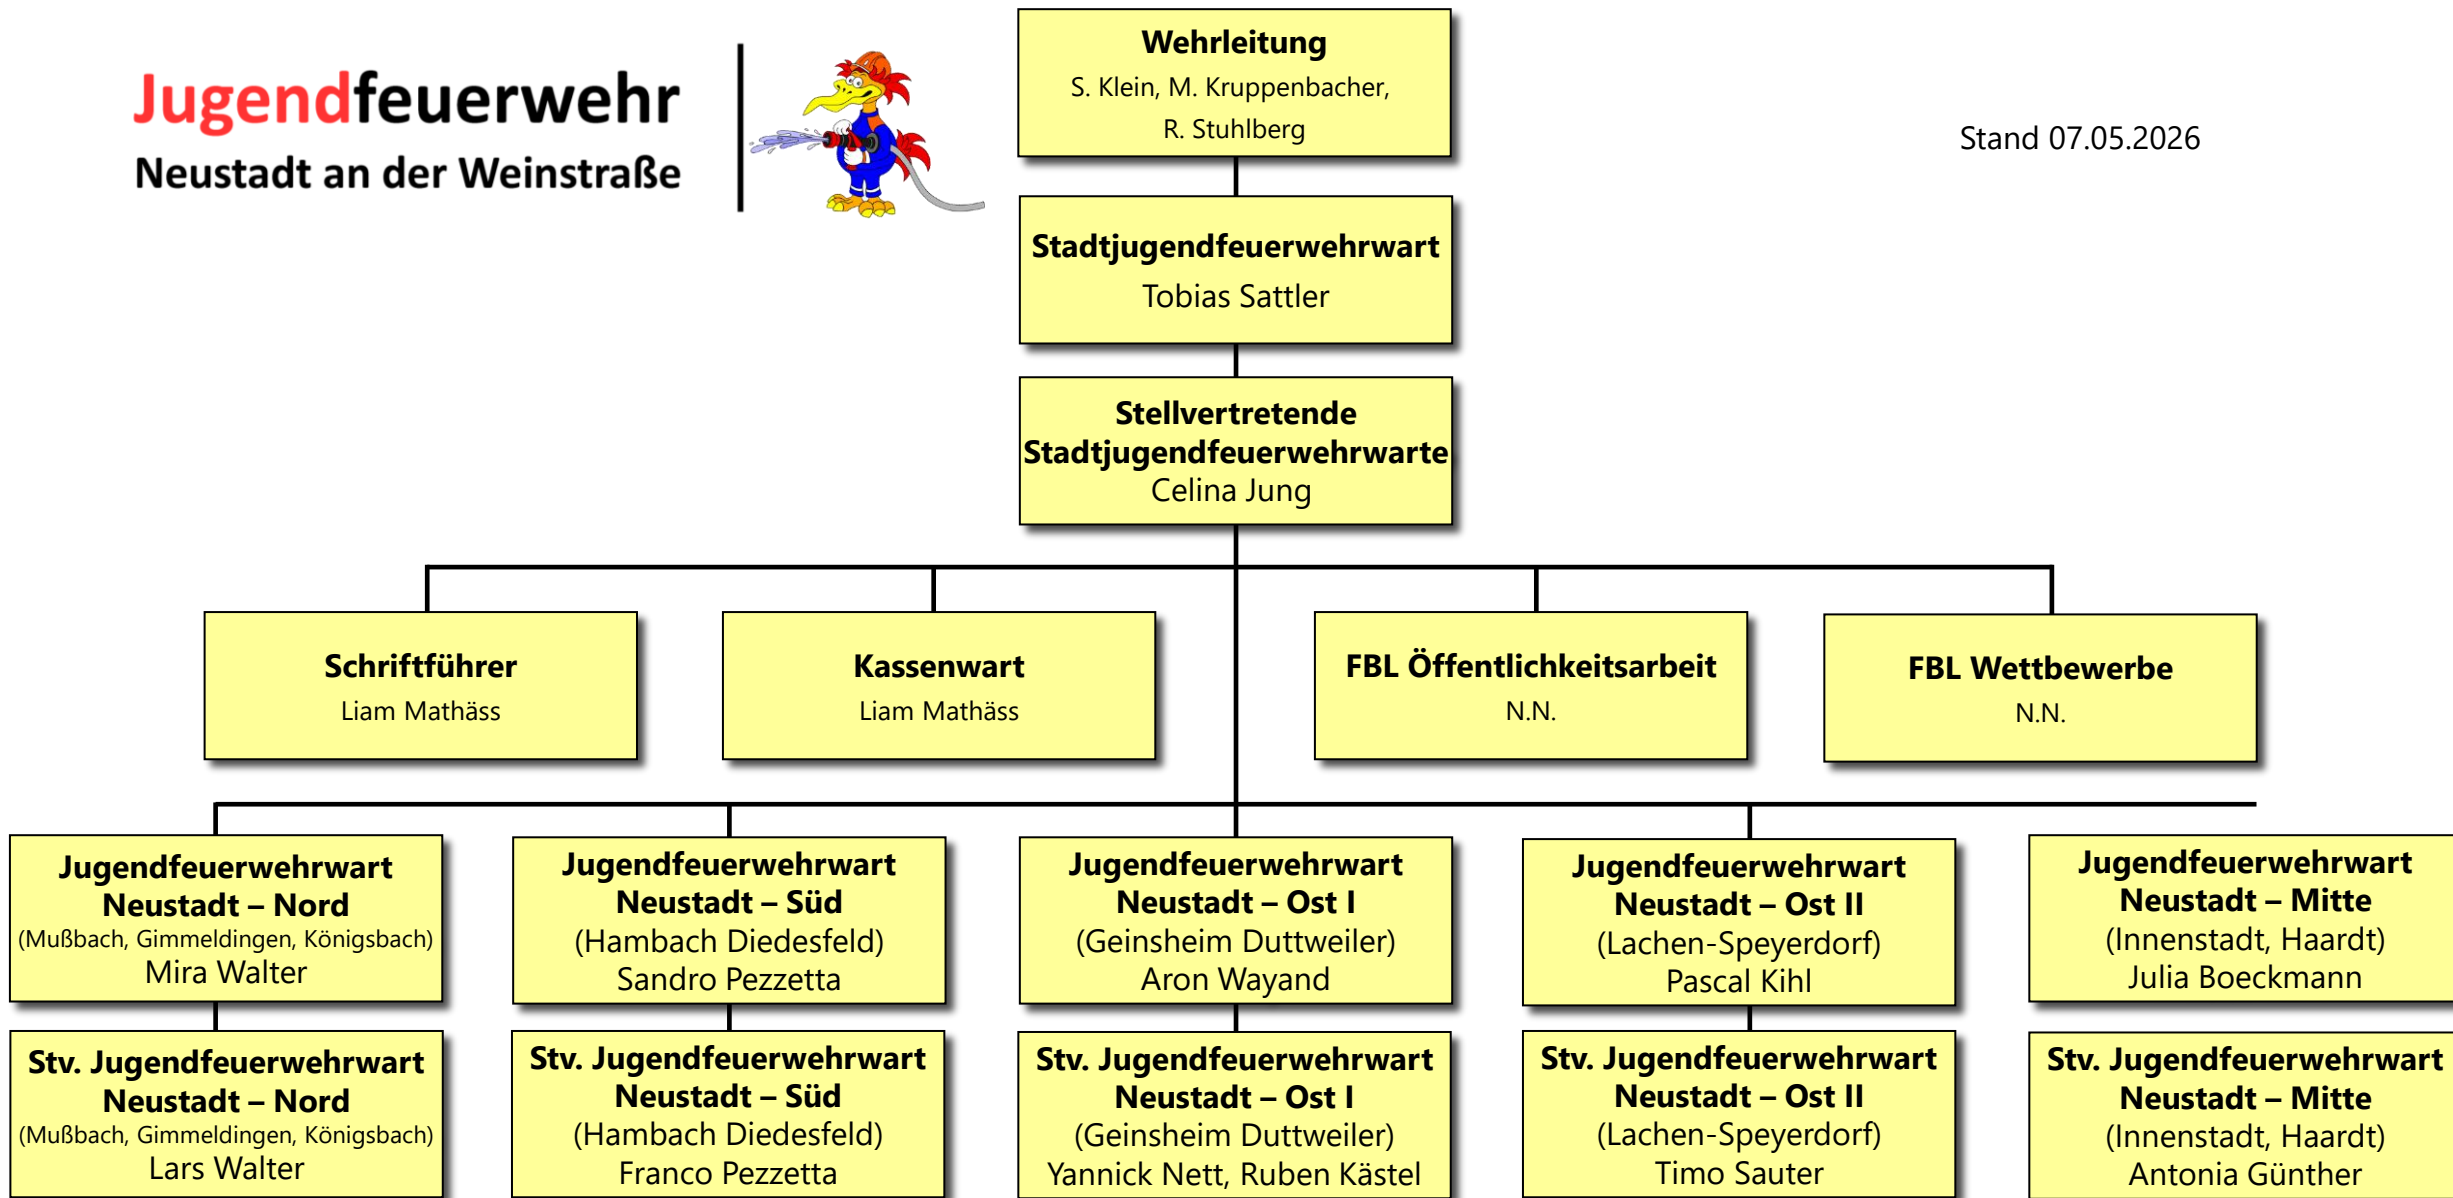 Jugendfeuerwehr
Neustadt an der Weinstraße
Wehrleitung
S. Klein, M. Kruppenbacher,
R. Stuhlberg
Stand 07.05.2026
Stadtjugendfeuerwehrwart
Tobias Sattler
Stellvertretende
Stadtjugendfeuerwehrwarte
Celina Jung
Schriftführer
Liam Mathäss
Kassenwart
Liam Mathäss
FBL Öffentlichkeitsarbeit
N.N.
FBL Wettbewerbe
N.N.
Jugendfeuerwehrwart
Neustadt – Nord
(Mußbach, Gimmeldingen, Königsbach)
Mira Walter
Jugendfeuerwehrwart
Neustadt – Süd
(Hambach Diedesfeld)
Sandro Pezzetta
Jugendfeuerwehrwart
Neustadt – Ost I
(Geinsheim Duttweiler)
Aron Wayand
Jugendfeuerwehrwart
Neustadt – Ost II
(Lachen-Speyerdorf)
Pascal Kihl
Jugendfeuerwehrwart
Neustadt – Mitte
(Innenstadt, Haardt)
Julia Boeckmann
Stv. Jugendfeuerwehrwart
Neustadt – Nord
(Mußbach, Gimmeldingen, Königsbach)
Lars Walter
Stv. Jugendfeuerwehrwart
Neustadt – Süd
(Hambach Diedesfeld)
Franco Pezzetta
Stv. Jugendfeuerwehrwart
Neustadt – Ost I
(Geinsheim Duttweiler)
Yannick Nett, Ruben Kästel
Stv. Jugendfeuerwehrwart
Neustadt – Ost II
(Lachen-Speyerdorf)
Timo Sauter
Stv. Jugendfeuerwehrwart
Neustadt – Mitte
(Innenstadt, Haardt)
Antonia Günther